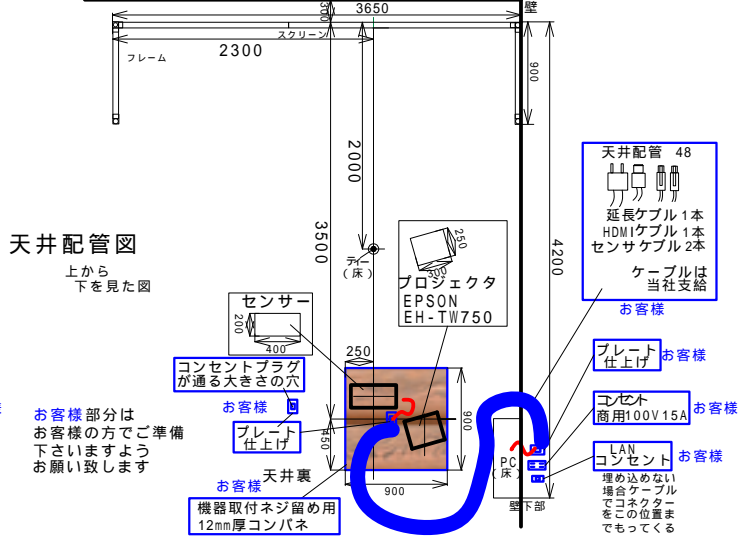 300
3650
壁
スクリーン
2300
フレーム
900
2000
天井配管 48
延長ケーブル 1本
HDMIケブル 1本
センサケブル 2本
ケーブルは
当社支給
お客様
天井配管図
上から
下を見た図
3500
ティー
(床)
250
300
プロジェクタ
EPSON
EH-TW750
4200
センサー
200
400
250
コンセントプラグ
が通る大きさの穴
お客様
プレート
仕上げ
お客様部分は
お客様の方でご準備
下さいますよう
お願い致します
様
450
900
900
天井裏
お客様
機器取付ネジ留め用
12mm厚コンパネ
プレート
仕上げ
お客様
コンセント
商用100V15A
お客様
LAN
コンセント
お客様
PC
(床)
埋め込めない
場合ケーブル
でコネクター
をこの位置ま
でもってくる
壁下部